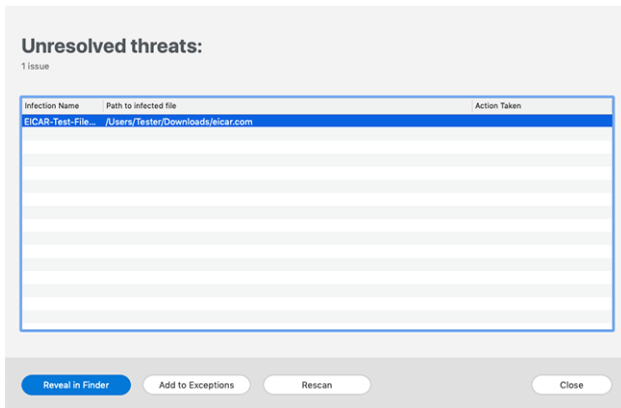 Unresolved threats:
1 issue
Infection Name Path to infected file Action Taken
EICAR-Test-File... /Users/Tester/Downloads/eicar.com
Reveal in Finder Add to Exceptions Rescan Close